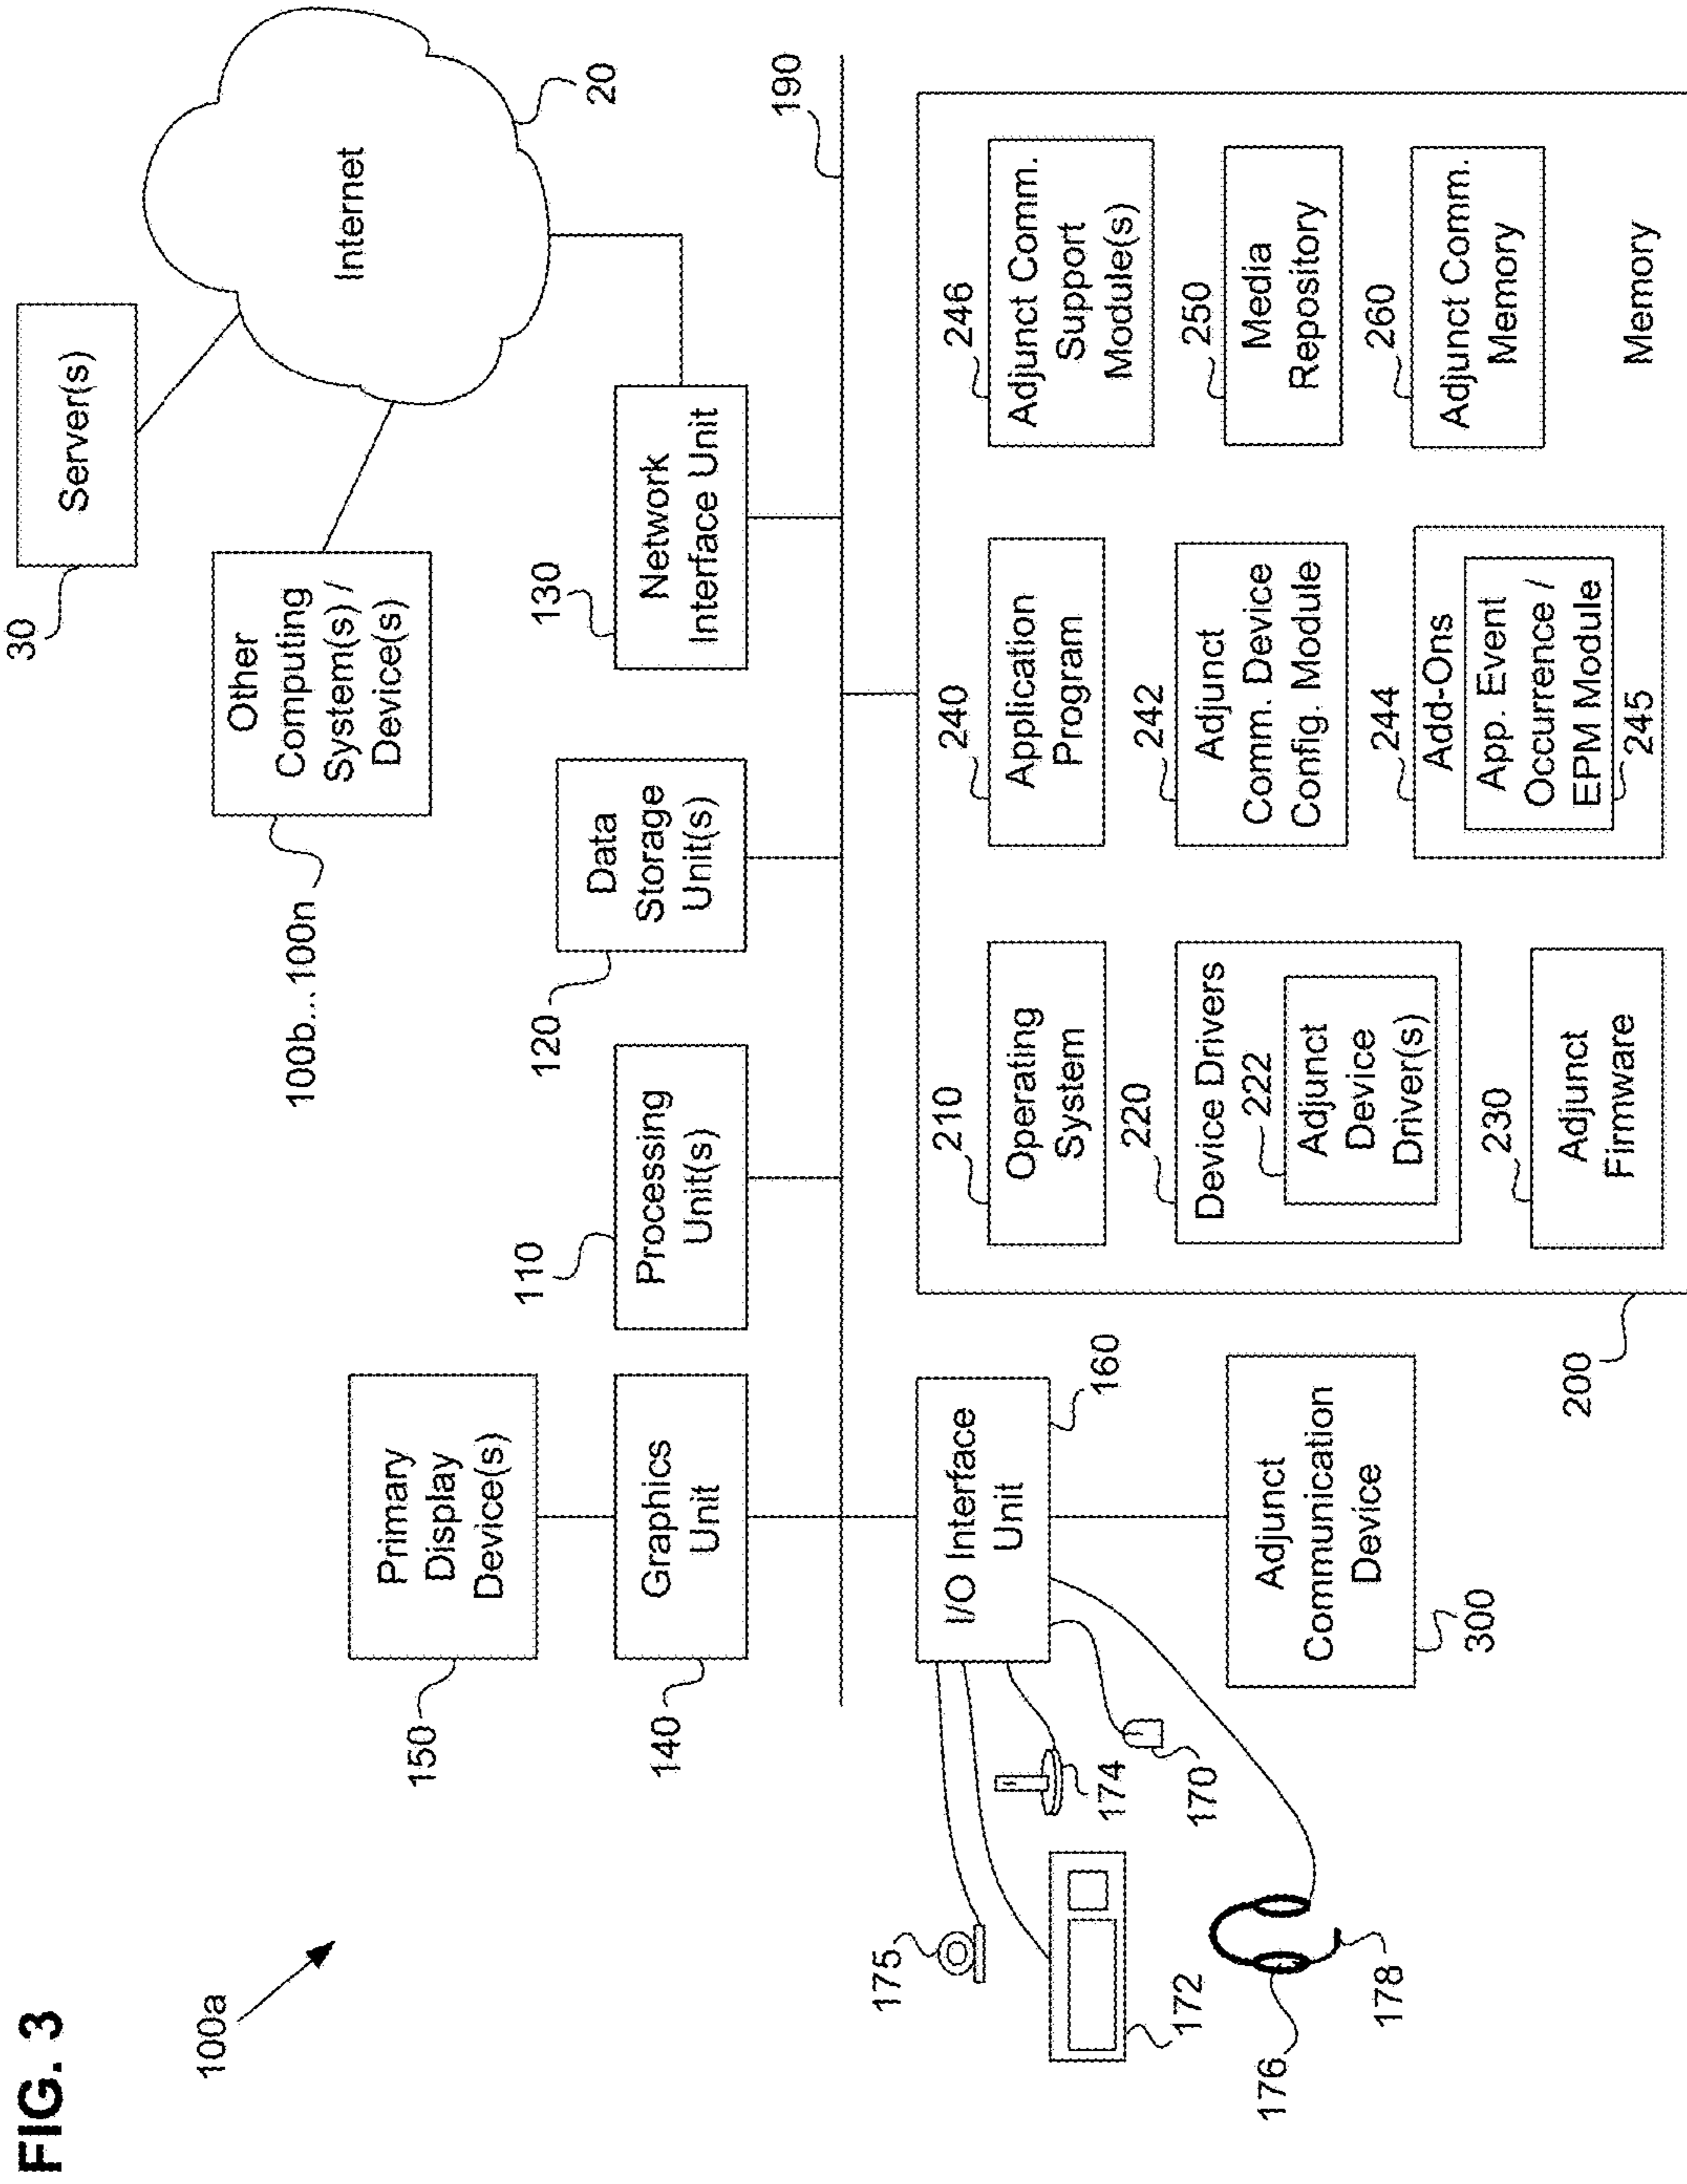 FIG. 3
100a
30
Server(s)
Internet
20
100b...100n
Other
Computing
System(s) /
Device(s)
150
Primary
Display
Device(s)
140
Graphics
Unit
110
Processing
Unit(s)
120
Data
Storage
Unit(s)
130
Network
Interface Unit
190
175
172
174
170
176
178
I/O Interface
Unit
160
Adjunct
Communication
Device
300
200
210
Operating
System
220
Device Drivers
222
Adjunct
Device
Driver(s)
230
Adjunct
Firmware
240
Application
Program
242
Adjunct
Comm. Device
Config. Module
244
Add-Ons
App. Event
Occurrence /
EPM Module
245
246
Adjunct Comm.
Support
Module(s)
250
Media
Repository
260
Adjunct Comm.
Memory
Memory